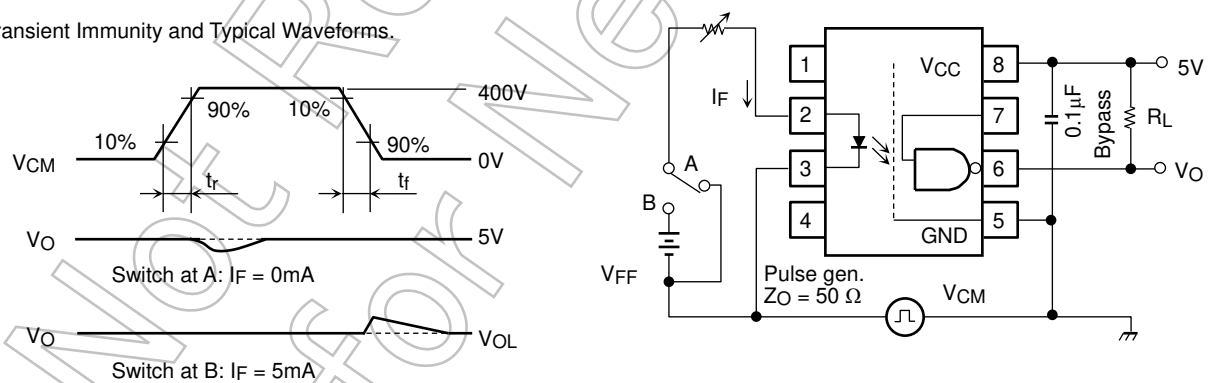 ransient Immunity and Typical Waveforms.
400V
90%
10%
10%
90%
VCM
0V
tr
tf
VO
5V
Switch at A: IF = 0mA
VO
VOL
Switch at B: IF = 5mA
IF
A
B
VFF
1
2
3
4
VCC
GND
8
7
6
5
0.1μF
Bypass
RL
5V
VO
Pulse gen.
ZO = 50 Ω
VCM